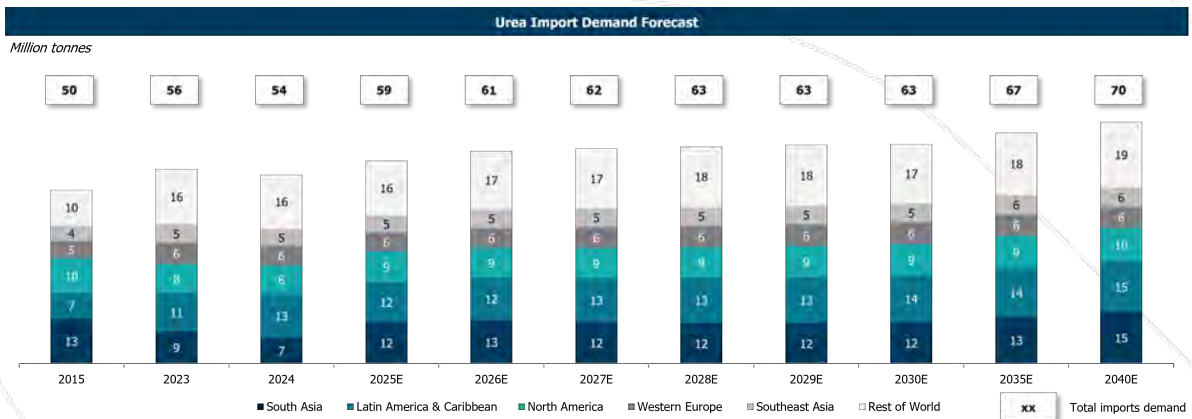 Urea Import Demand Forecast
Million tonnes
50 56 54 59 61 62 63 63 63 67 70
10 16 16 16 17 17 18 18 17 18 19
4 5 5 5 5 5 5 5 5 6 6
5 6 6 6 6 6 6 6 6 6 6
10 8 8 9 9 9 9 9 9 9 10
7 11 13 12 12 13 13 13 14 14 15
13 9 7 12 13 12 12 12 12 13 15
2015 2023 2024 2025E 2026E 2027E 2028E 2029E 2030E 2035E 2040E
South Asia Latin America & Caribbean North America Western Europe Southeast Asia Rest of World xx Total imports demand